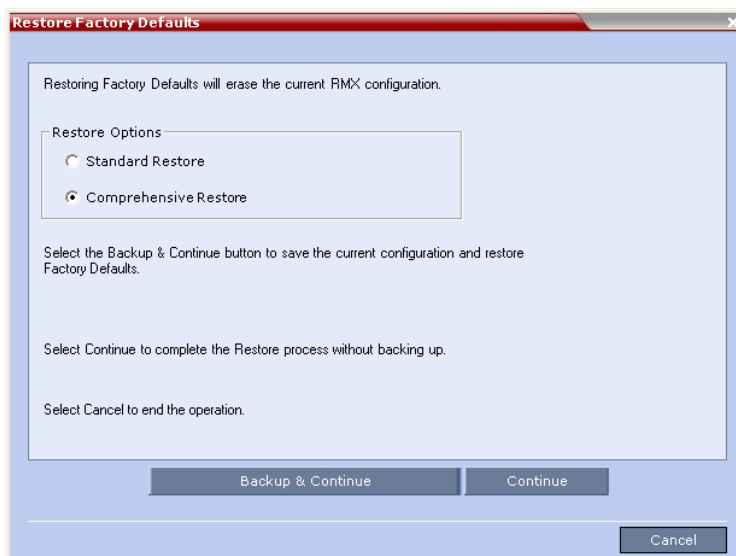 Restore Factory Defaults
Restoring Factory Defaults will erase the current RMX configuration.
Restore Options
Standard Restore
Comprehensive Restore
Select the Backup & Continue button to save the current configuration and restore
Factory Defaults.
Select Continue to complete the Restore process without backing up.
Select Cancel to end the operation.
Backup & Continue
Continue
Cancel